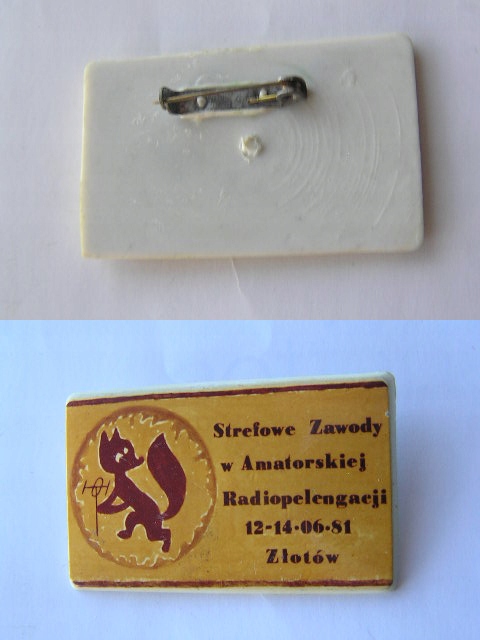 Strefowe Zawody
w Amatorskiej
Radiopelengacji
12-14·06·81
Złotów